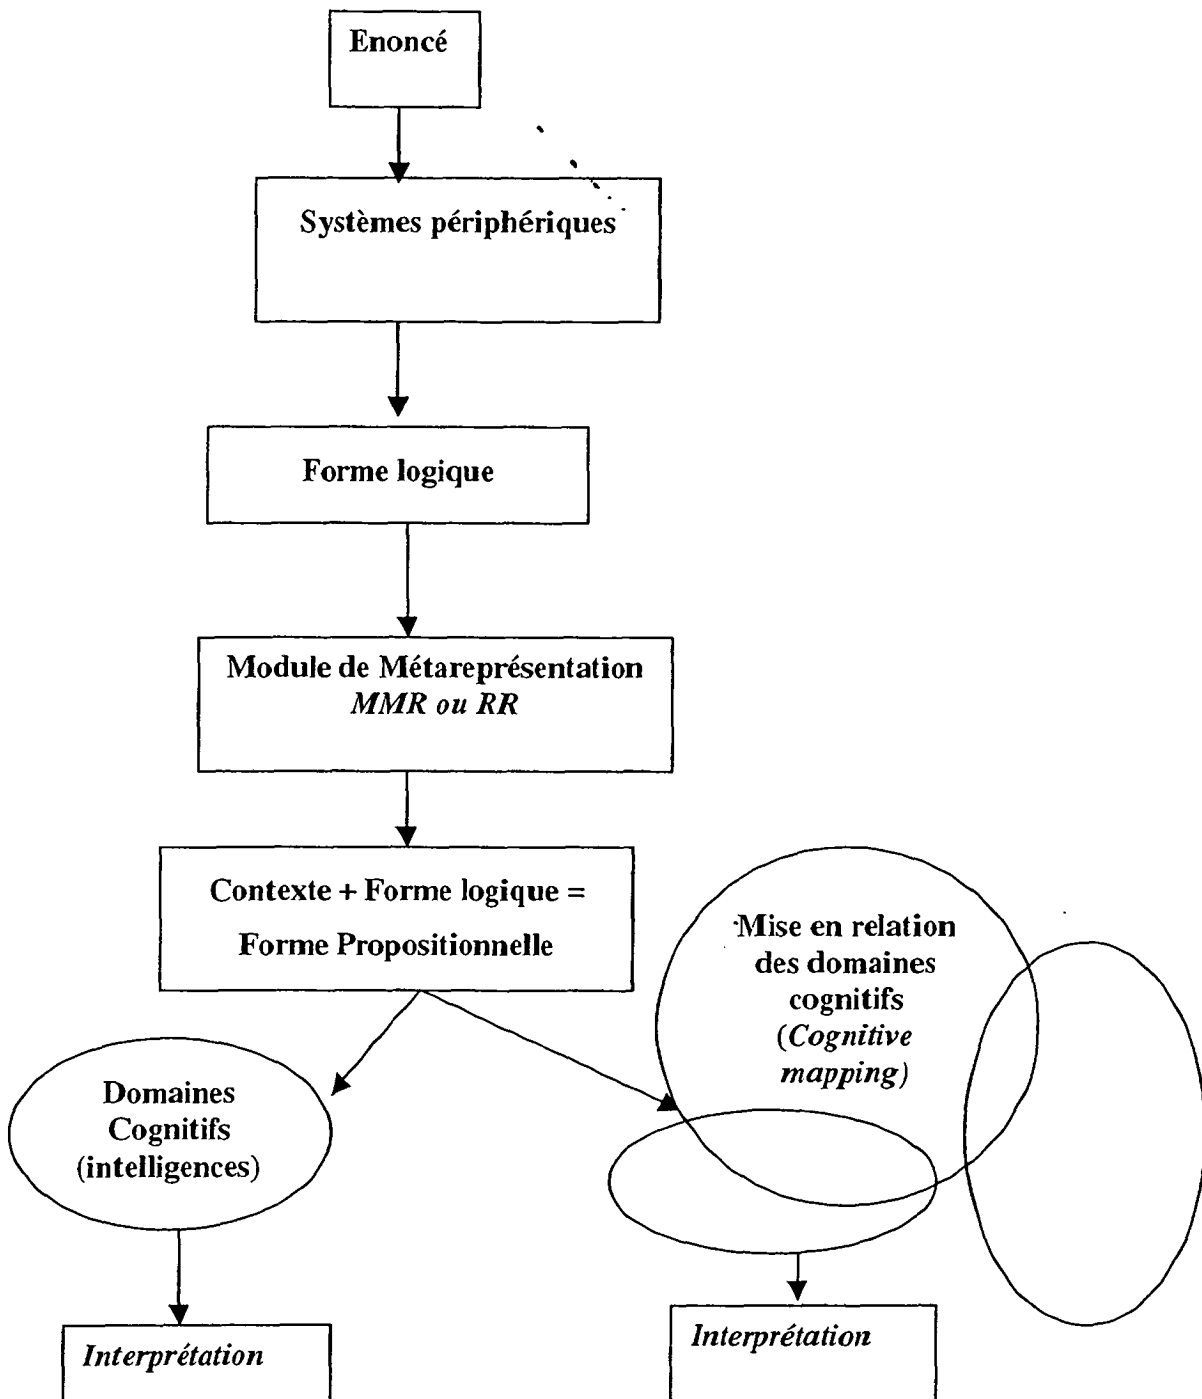 Enoncé
Systèmes périphériques
Forme logique
Module de Métareprésentation
MMR ou RR
Contexte + Forme logique =
Forme Propositionnelle
Mise en relation
des domaines
cognitifs
(Cognitive
mapping)
Domaines
Cognitifs
(intelligences)
Interprétation
Interprétation